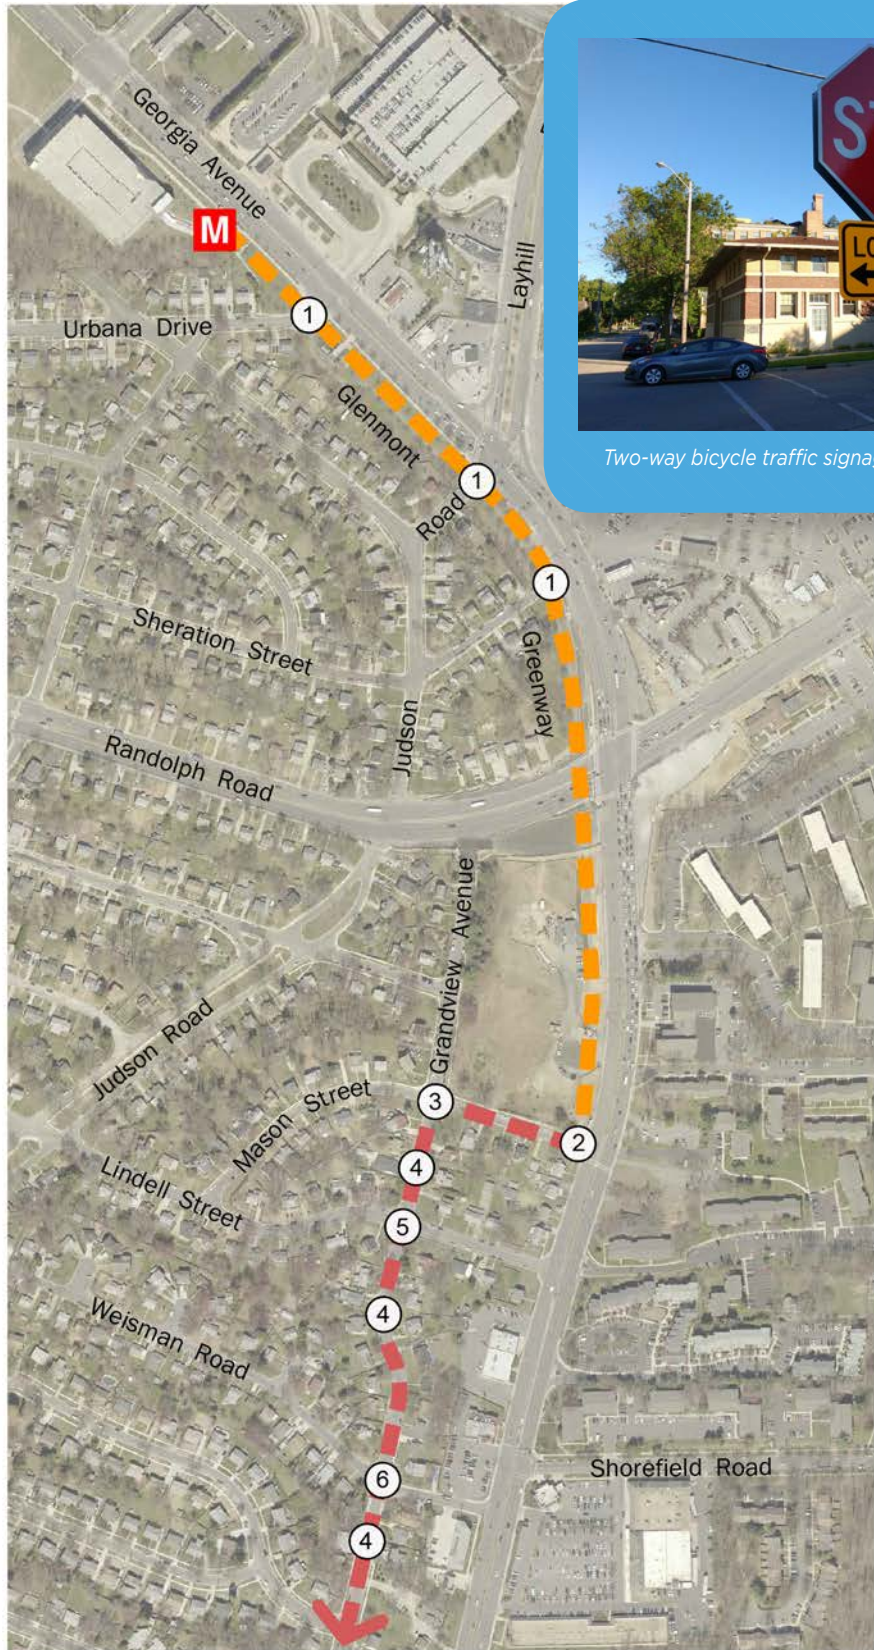 Georgia Avenue
M
Layhill
1
Urbana Drive
Glenmont
1
Road
1
Sheration Street
Greenway
Judson
Randolph Road
Grandview Avenue
Judson Road
3
Mason Street
2
4
Lindell Street
5
Weisman Road
4
Shorefield Road
6
4
Two-way bicycle traffic